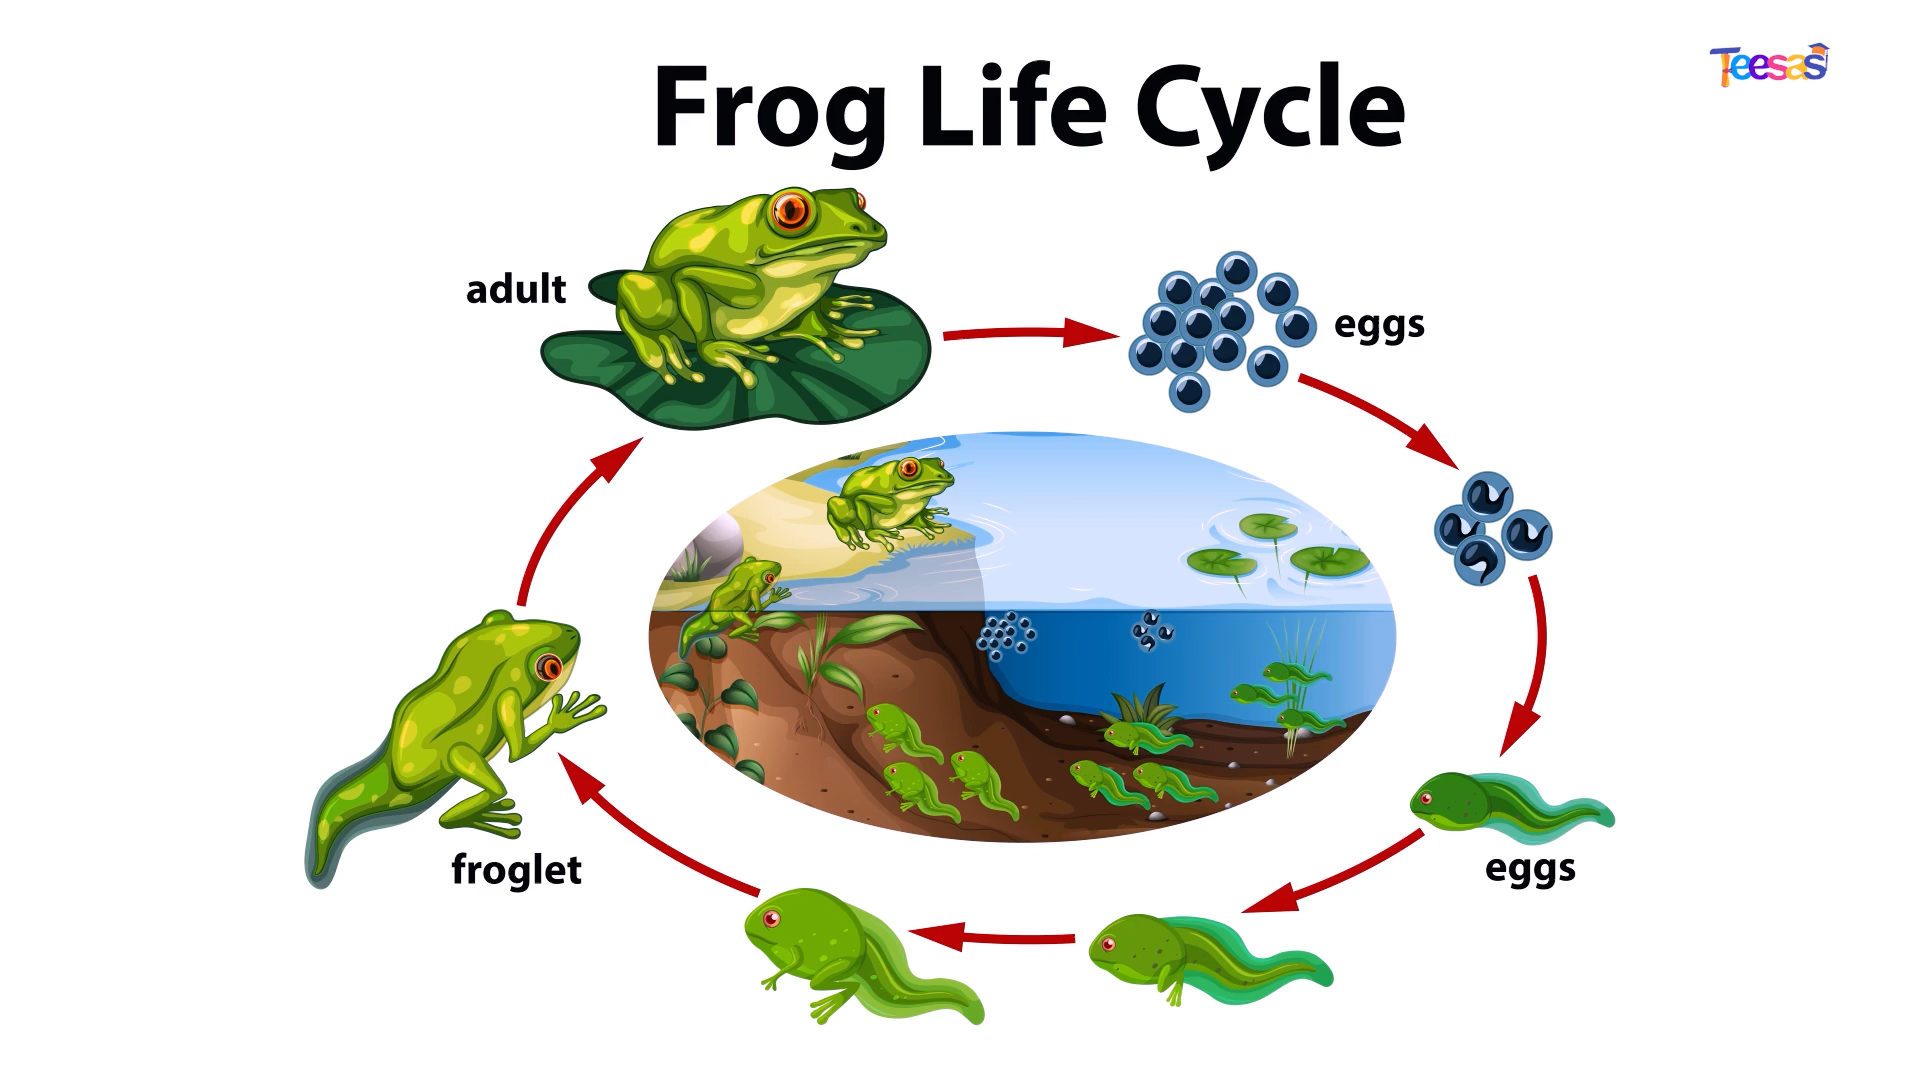 Teesas
Frog Life Cycle
adult
eggs
eggs
froglet